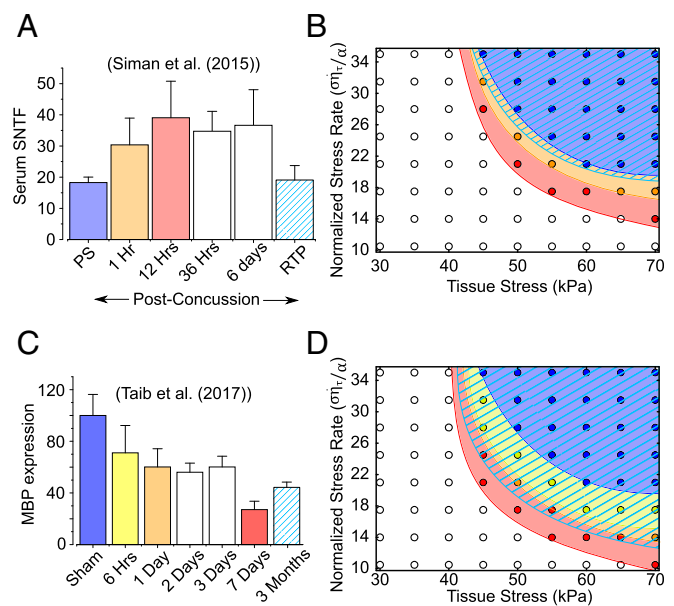 A
(Siman et al. (2015))
Serum SNTF
50
40
30
20
10
0
PS
1 Hr
12 Hrs
36 Hrs
6 days
RTP
Post-Concussion
B
Normalized Stress Rate (ση̇τ/α)
34
30
26
22
18
14
10
30
40
50
60
70
Tissue Stress (kPa)
C
(Taib et al. (2017))
MBP expression
120
80
40
0
Sham
6 Hrs
1 Day
2 Days
3 Days
7 Days
3 Months
D
Normalized Stress Rate (ση̇τ/α)
34
30
26
22
18
14
10
30
40
50
60
70
Tissue Stress (kPa)